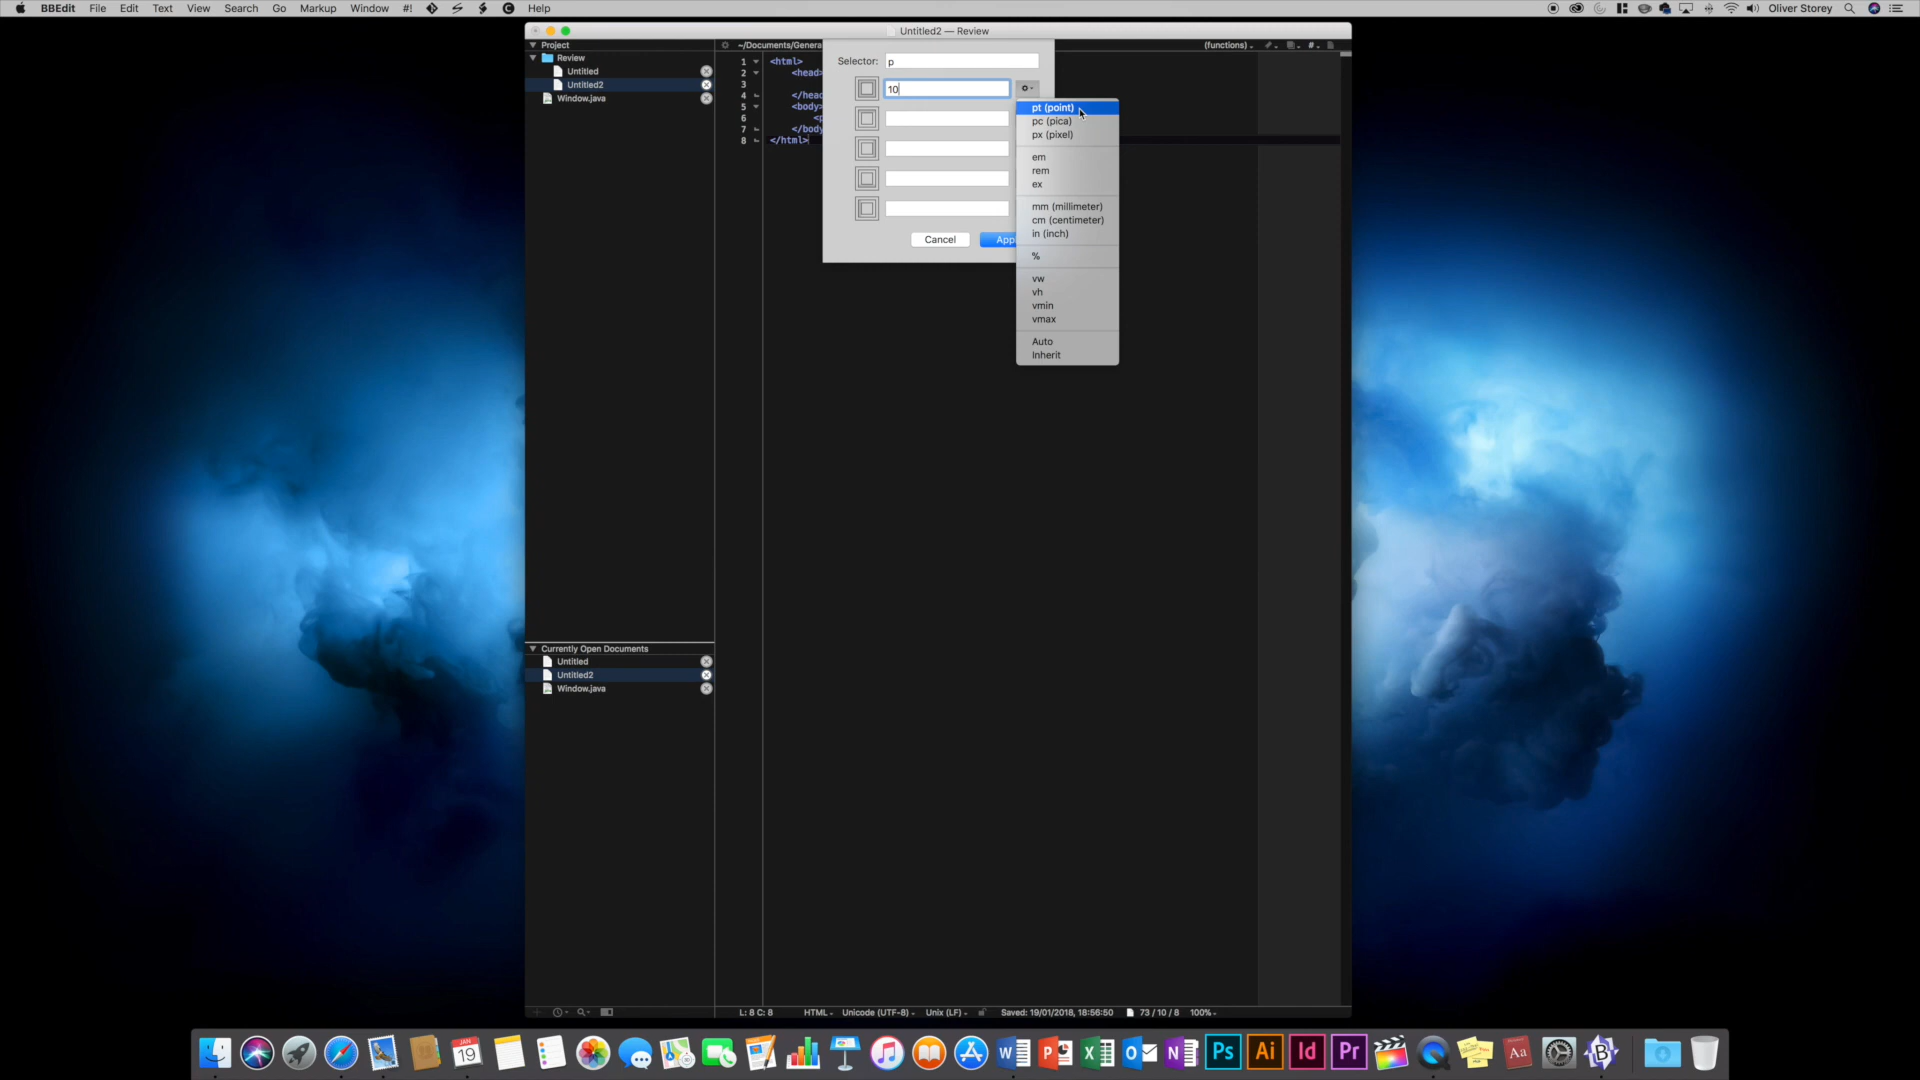 BBEdit File Edit Text View Search Go Markup Window #! Help Oliver Storey
Untitled2 — Review
Project
Review
Untitled
Untitled2
Window.java
~/Documents/Genera
(functions)
#
1 <html>
2 <head>
3
4 </head
5 <body>
6 <p
7 </body
8 </html>
Selector: p
10
Cancel
App
pt (point)
pc (pica)
px (pixel)
em
rem
ex
mm (millimeter)
cm (centimeter)
in (inch)
%
vw
vh
vmin
vmax
Auto
Inherit
Currently Open Documents
Untitled
Untitled2
Window.java
L: 8 C: 8 HTML Unicode (UTF-8) Unix (LF) Saved: 19/01/2018, 18:56:50 73 / 10 / 8 100%
19
Ps
Ai
Id
Pr
Aa
B